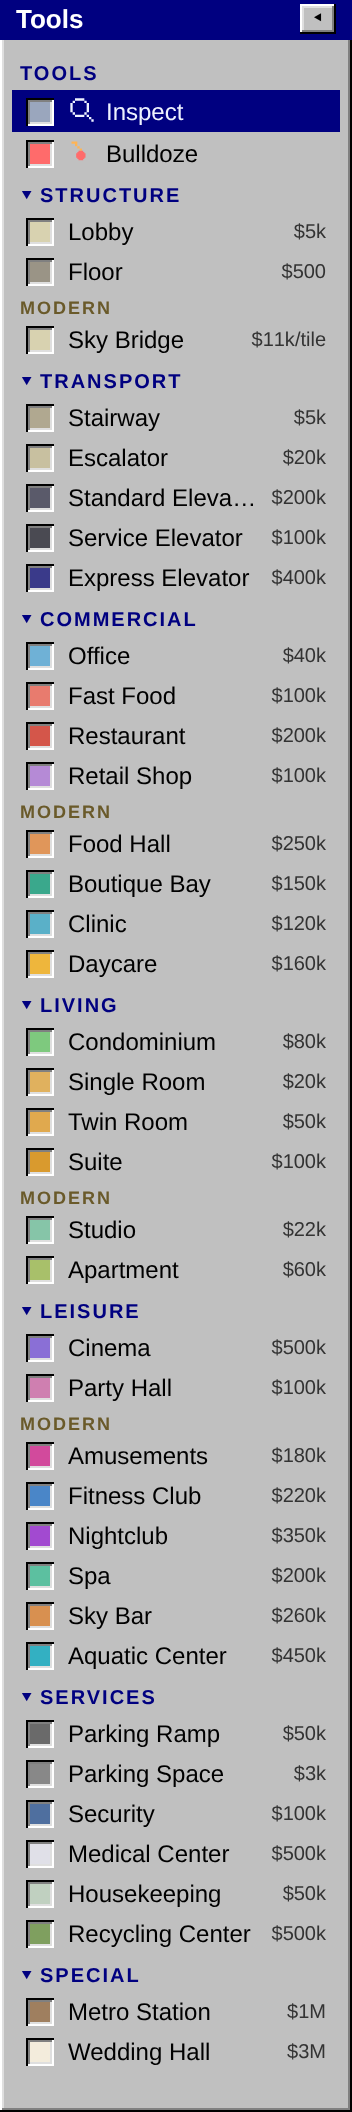 Tools
TOOLS
Inspect
Bulldoze
STRUCTURE
Lobby $5k
Floor $500
MODERN
Sky Bridge $11k/tile
TRANSPORT
Stairway $5k
Escalator $20k
Standard Eleva… $200k
Service Elevator $100k
Express Elevator $400k
COMMERCIAL
Office $40k
Fast Food $100k
Restaurant $200k
Retail Shop $100k
MODERN
Food Hall $250k
Boutique Bay $150k
Clinic $120k
Daycare $160k
LIVING
Condominium $80k
Single Room $20k
Twin Room $50k
Suite $100k
MODERN
Studio $22k
Apartment $60k
LEISURE
Cinema $500k
Party Hall $100k
MODERN
Amusements $180k
Fitness Club $220k
Nightclub $350k
Spa $200k
Sky Bar $260k
Aquatic Center $450k
SERVICES
Parking Ramp $50k
Parking Space $3k
Security $100k
Medical Center $500k
Housekeeping $50k
Recycling Center $500k
SPECIAL
Metro Station $1M
Wedding Hall $3M